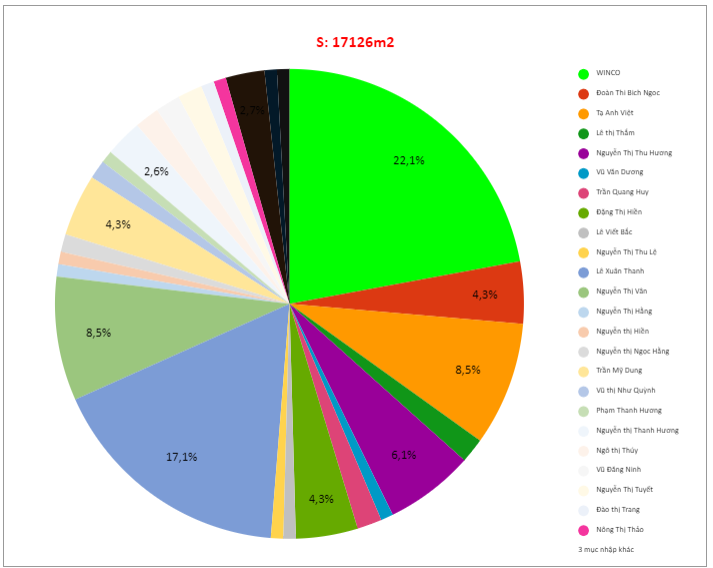 S: 17126m2
22,1%
4,3%
8,5%
6,1%
4,3%
17,1%
8,5%
4,3%
2,6%
2,7%
WINCO
Đoàn Thi Bích Ngọc
Tạ Anh Việt
Lê thị Thắm
Nguyễn Thị Thu Hương
Vũ Văn Dương
Trần Quang Huy
Đặng Thị Hiền
Lê Viết Bắc
Nguyễn Thị Thu Lệ
Lê Xuân Thanh
Nguyễn Thị Vân
Nguyễn Thị Hằng
Nguyễn thị Hiền
Nguyễn thị Ngọc Hằng
Trần Mỹ Dung
Vũ thị Như Quỳnh
Phạm Thanh Hương
Nguyễn thị Thanh Hương
Ngô thị Thúy
Vũ Đăng Ninh
Nguyễn Thị Tuyết
Đào thị Trang
Nông Thị Thảo
3 mục nhập khác